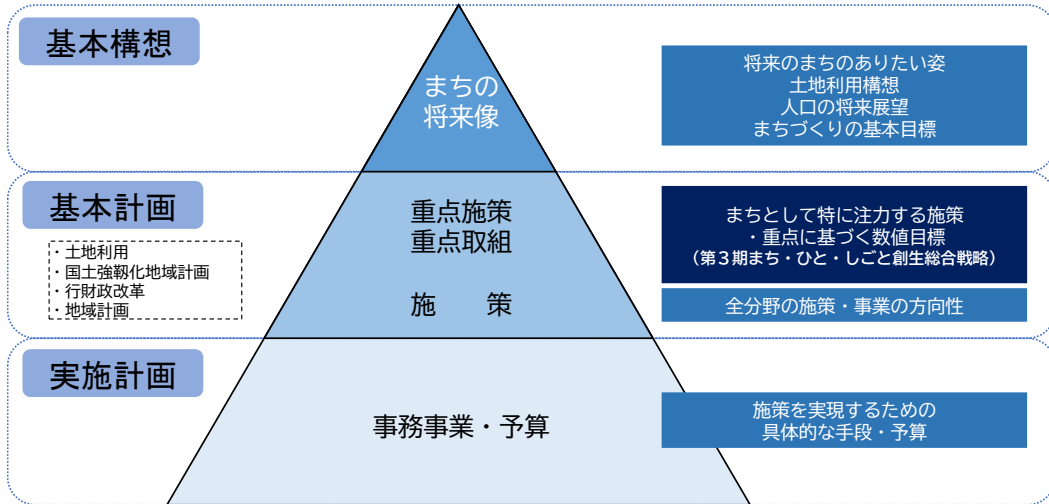 基本構想
まちの
将来像
将来のまちのありたい姿
土地利用構想
人口の将来展望
まちづくりの基本目標
基本計画
・土地利用
・国土強靱化地域計画
・行財政改革
・地域計画
重点施策
重点取組
施　　策
まちとして特に注力する施策
・重点に基づく数値目標
（第３期まち・ひと・しごと創生総合戦略）
全分野の施策・事業の方向性
実施計画
事務事業・予算
施策を実現するための
具体的な手段・予算